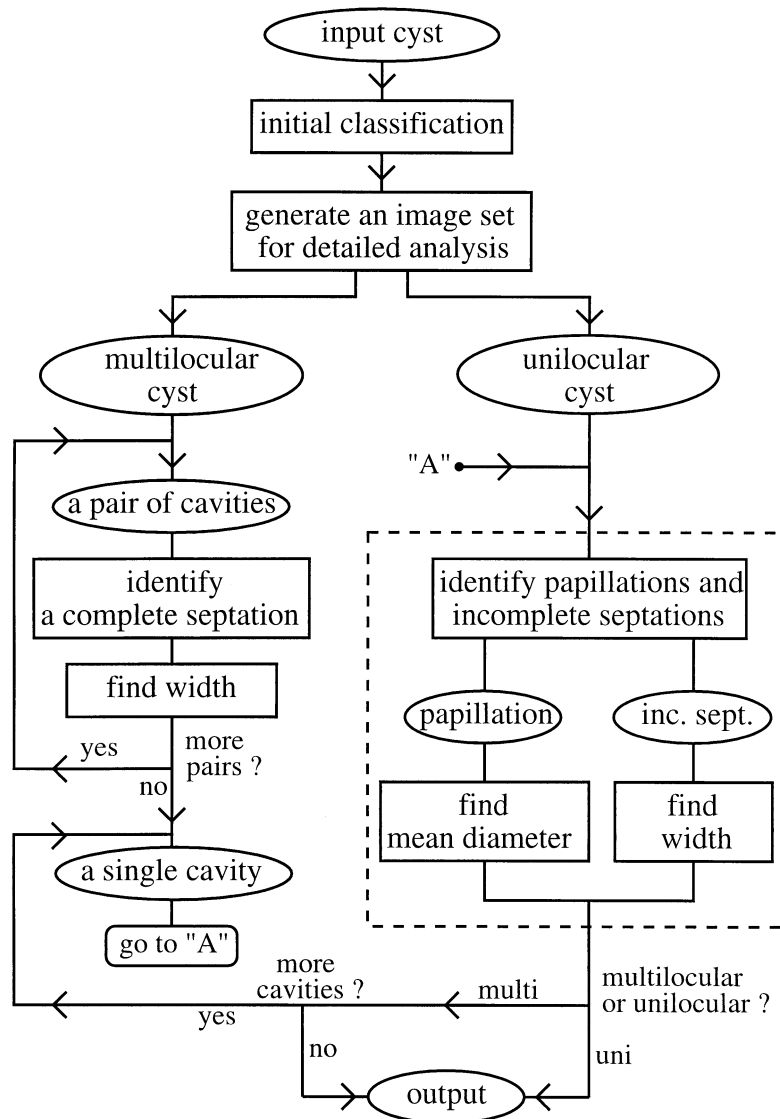 input cyst
initial classification
generate an image set
for detailed analysis
multilocular
cyst
unilocular
cyst
"A"
a pair of cavities
identify
a complete septation
identify papillations and
incomplete septations
find width
papillation
inc. sept.
yes
more
pairs ?
no
find
mean diameter
find
width
a single cavity
go to "A"
more
cavities ?
multi
multilocular
or unilocular ?
yes
no
uni
output